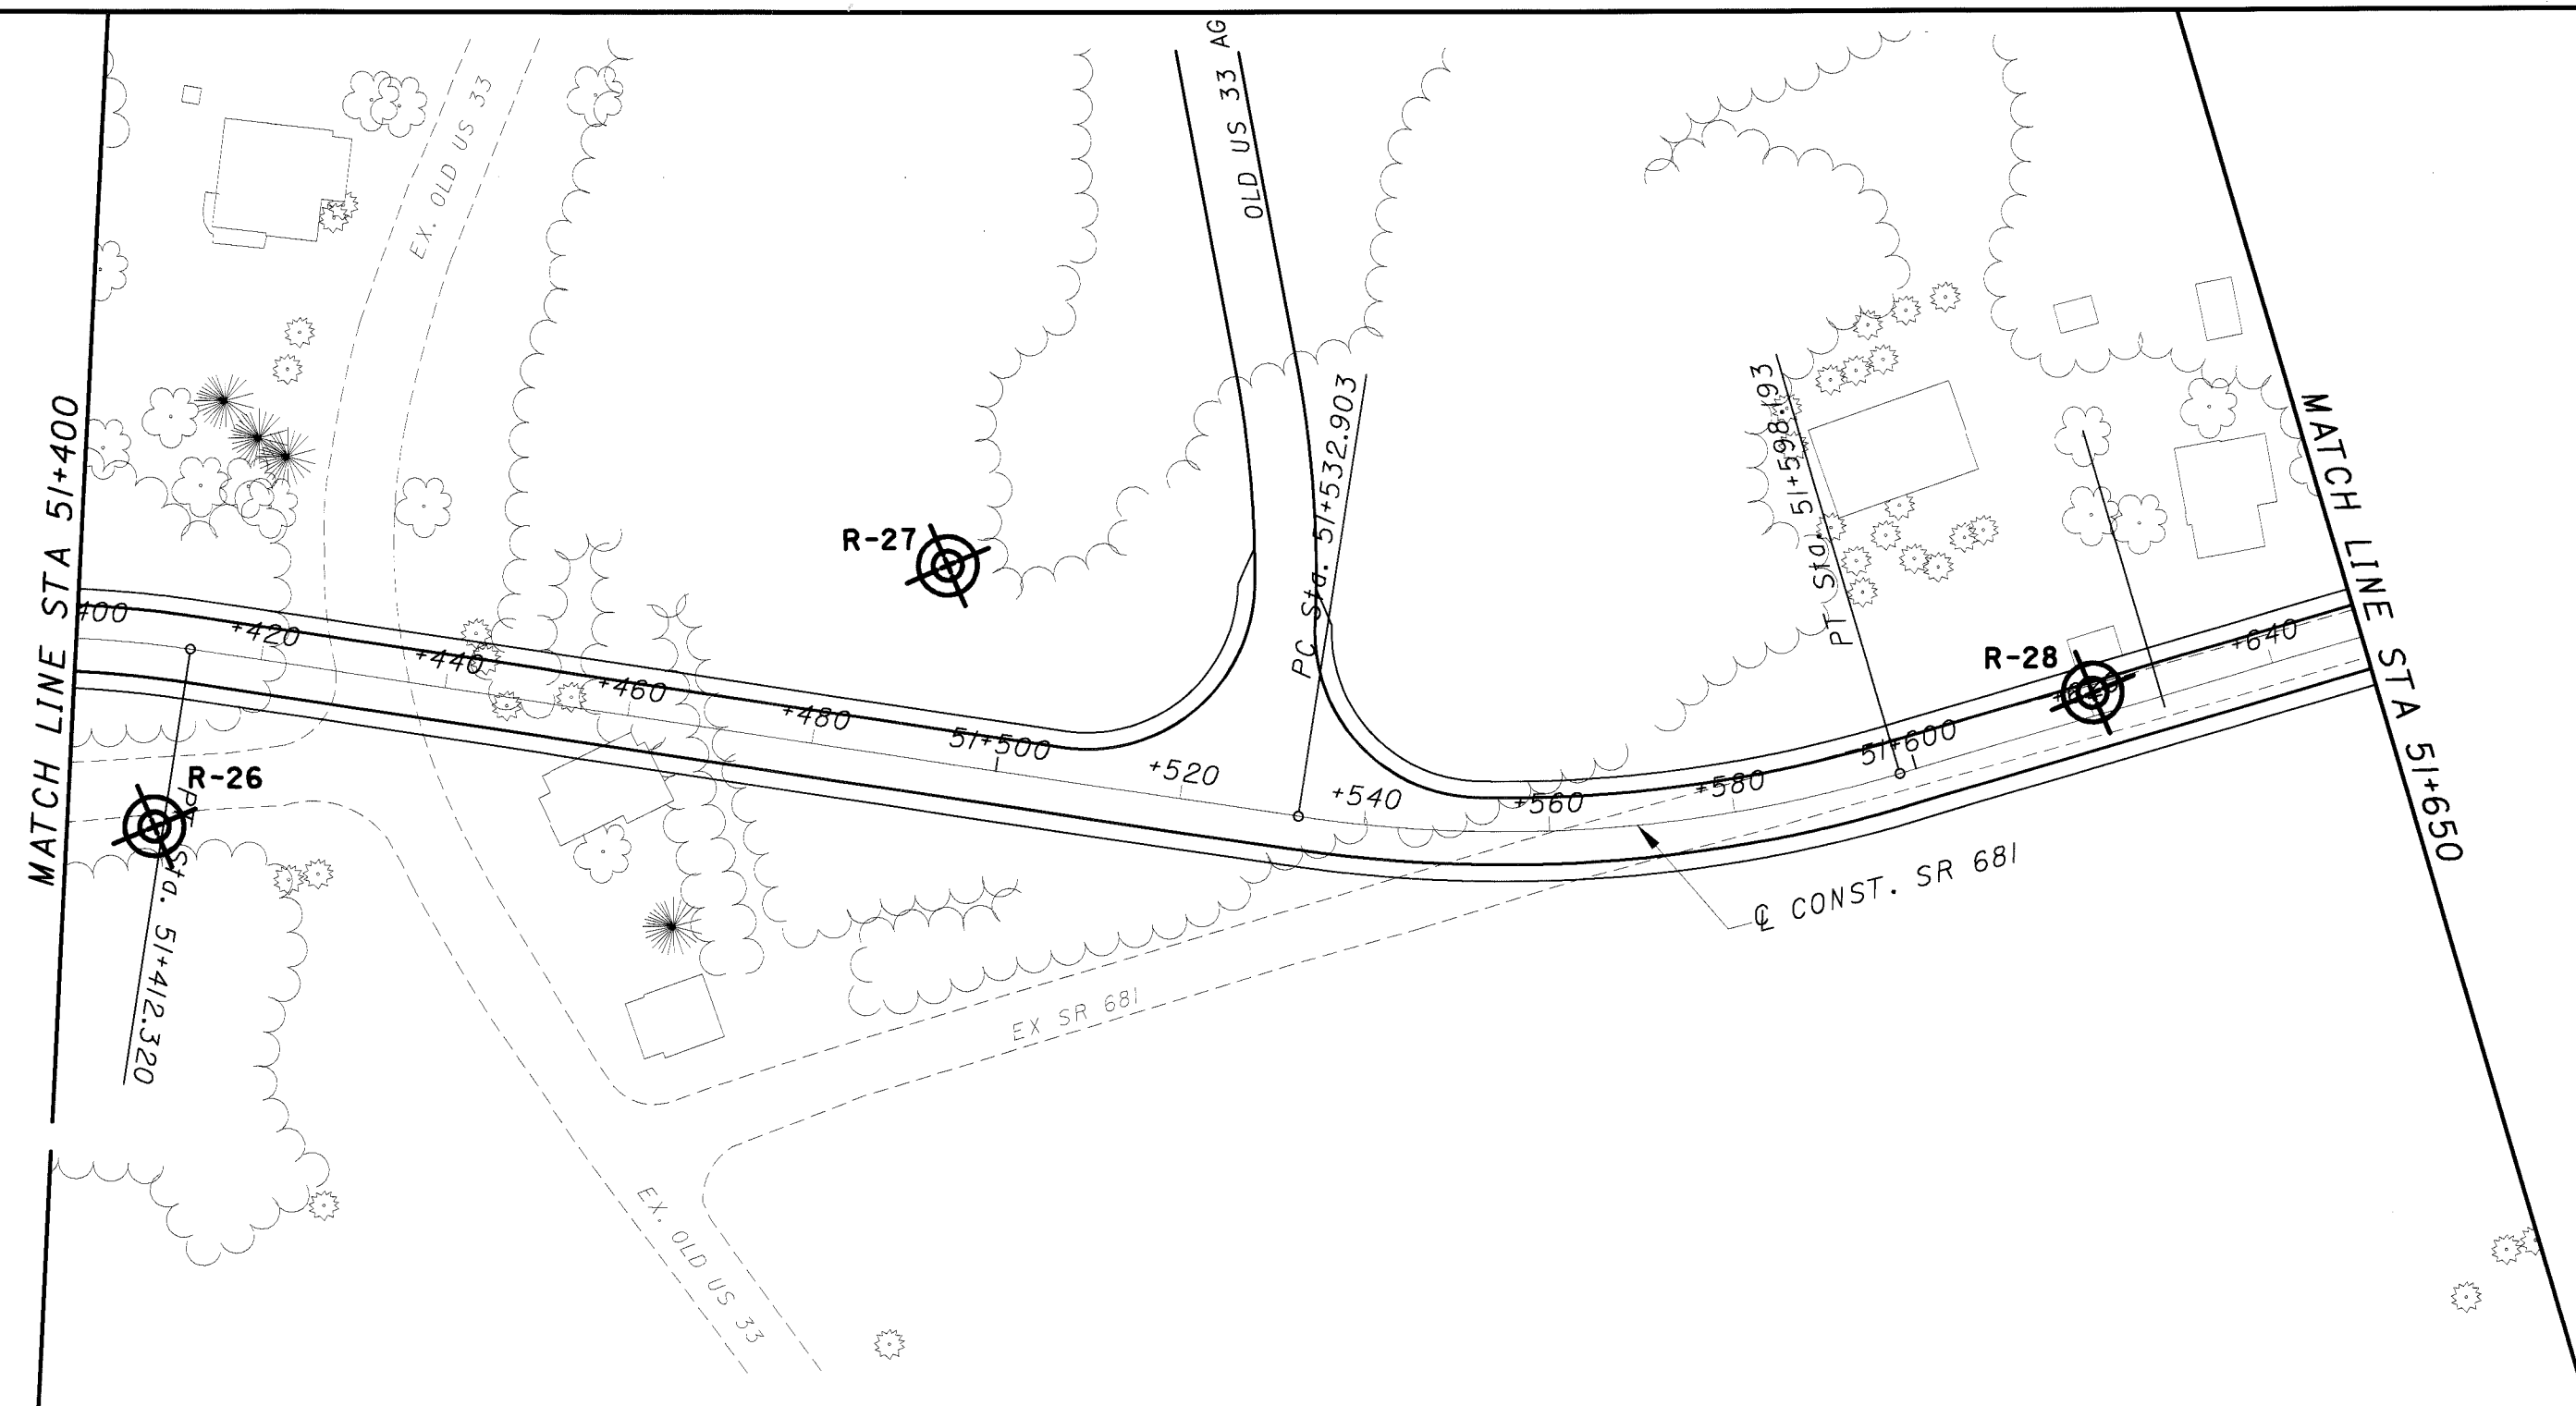 OLD US 33 AG
EX. OLD US 33
MATCH LINE STA 51+400
MATCH LINE STA 51+650
R-27
PC Sta. 51+532.903
PT Sta. 51+598.193
400
+420
+440
+460
+480
51+500
+520
+540
+560
+580
51+600
+640
R-28
R-26
PT Sta. 51+412.320
℄ CONST. SR 681
EX SR 681
EX. OLD US 33